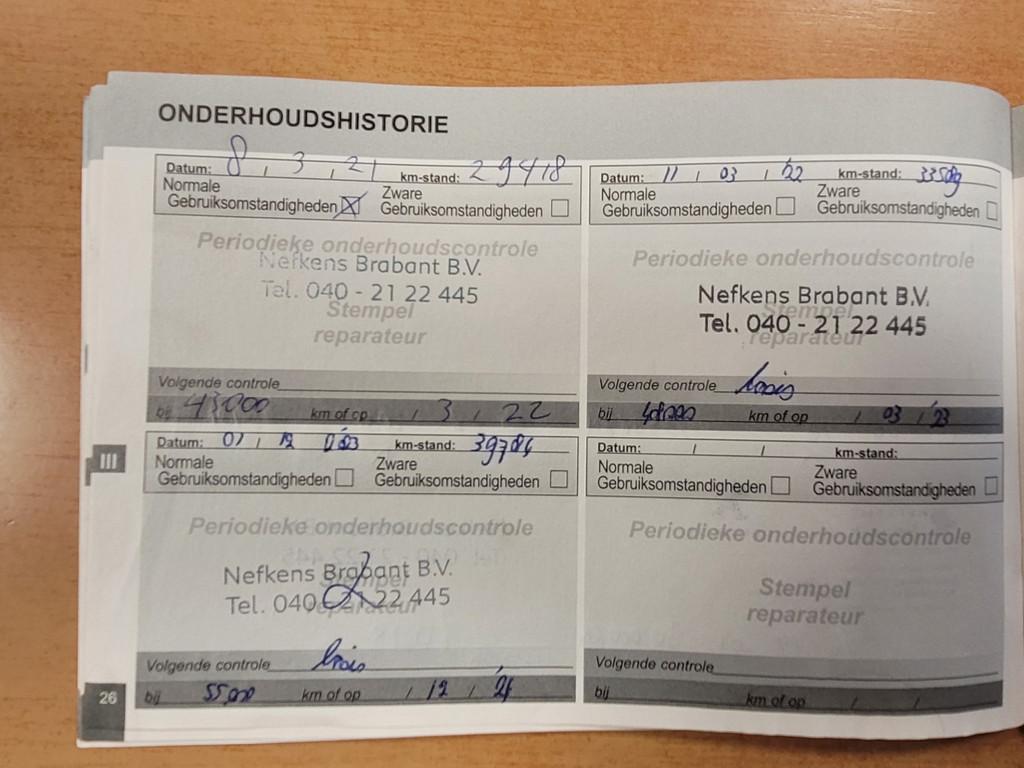 ONDERHOUDSHISTORIE
Datum: 8 , 3 , 21 km-stand: 29418
Normale Gebruiksomstandigheden Zware Gebruiksomstandigheden
Periodieke onderhoudscontrole
Nefkens Brabant B.V.
Tel. 040 - 21 22 445
Stempel
reparateur
Volgende controle
bij 43000 km of op / 3 / 22
Datum: 11 / 03 / '22 km-stand:
Normale Gebruiksomstandigheden Zware Gebruiksomstandigheden
Periodieke onderhoudscontrole
Nefkens Brabant B.V.
Stempel
Tel. 040 - 21 22 445
reparateur
Volgende controle
bij km of op / 03 / '23
Datum: 07 / 12 km-stand: 39784
Normale Gebruiksomstandigheden Zware Gebruiksomstandigheden
Periodieke onderhoudscontrole
Nefkens Brabant B.V.
Stempel
Tel. 040 21 22 445
reparateur
Volgende controle
bij 55,000 km of op / 12 /
Datum: / / km-stand:
Normale Gebruiksomstandigheden Zware Gebruiksomstandigheden
Periodieke onderhoudscontrole
Stempel
reparateur
Volgende controle
bij km of op / /
III
26